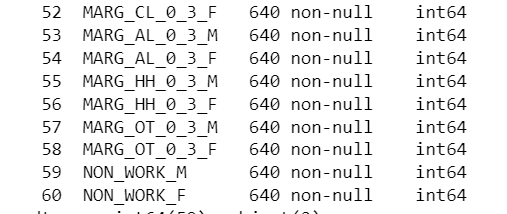 52 MARG_CL_0_3_F 640 non-null int64
53 MARG_AL_0_3_M 640 non-null int64
54 MARG_AL_0_3_F 640 non-null int64
55 MARG_HH_0_3_M 640 non-null int64
56 MARG_HH_0_3_F 640 non-null int64
57 MARG_OT_0_3_M 640 non-null int64
58 MARG_OT_0_3_F 640 non-null int64
59 NON_WORK_M 640 non-null int64
60 NON_WORK_F 640 non-null int64